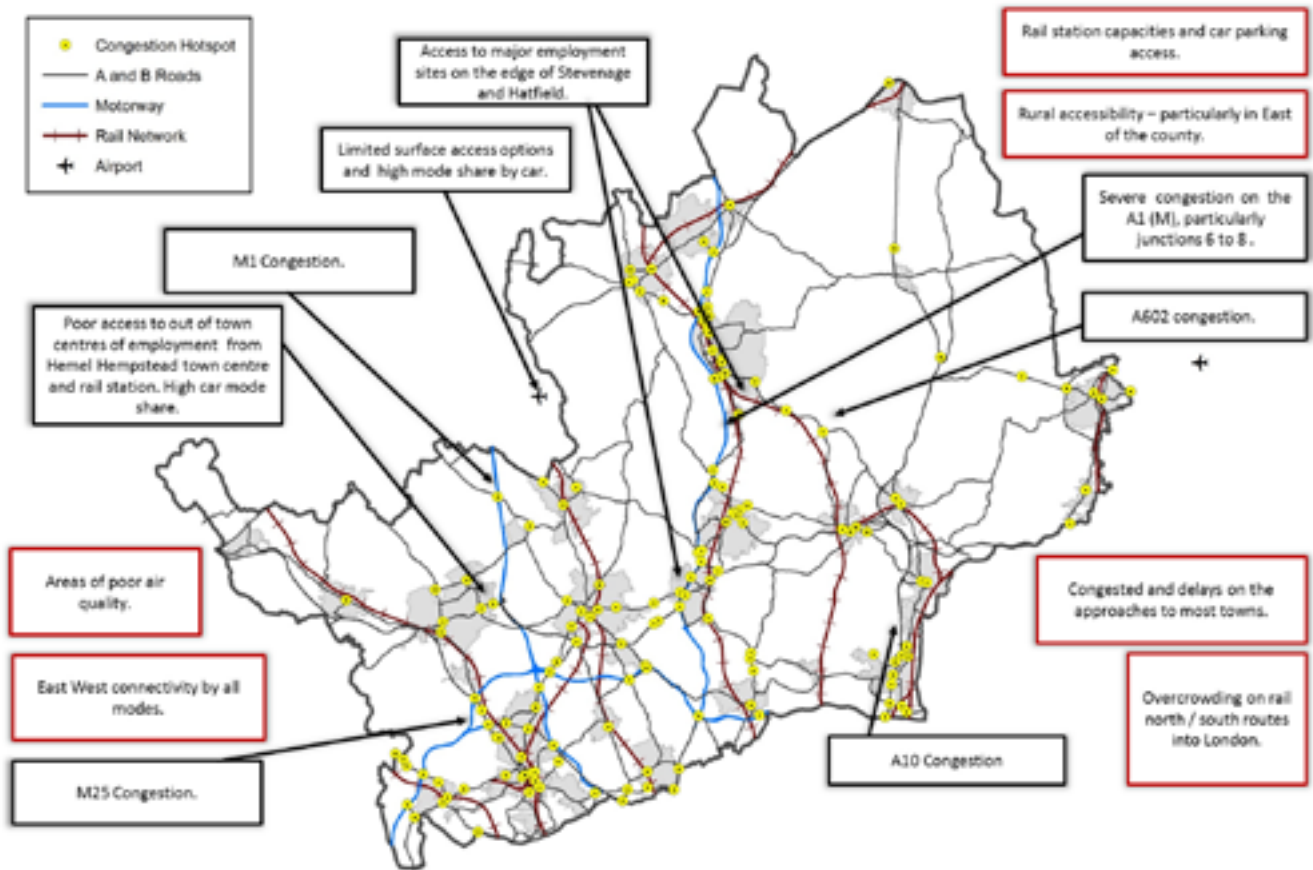 Congestion Hotspot
A and B Roads
Motorway
Rail Network
Airport
Access to major employment
sites on the edge of Stevenage
and Hatfield.
Rail station capacities and car parking
access.
Rural accessibility – particularly in East
of the county.
Limited surface access options
and high mode share by car.
Severe congestion on the
A1 (M), particularly
junctions 6 to 8 .
M1 Congestion.
A602 congestion.
Poor access to out of town
centres of employment from
Hemel Hempstead town centre
and rail station. High car mode
share.
Areas of poor air
quality.
Congested and delays on the
approaches to most towns.
East West connectivity by all
modes.
Overcrowding on rail
north / south routes
into London.
A10 Congestion
M25 Congestion.